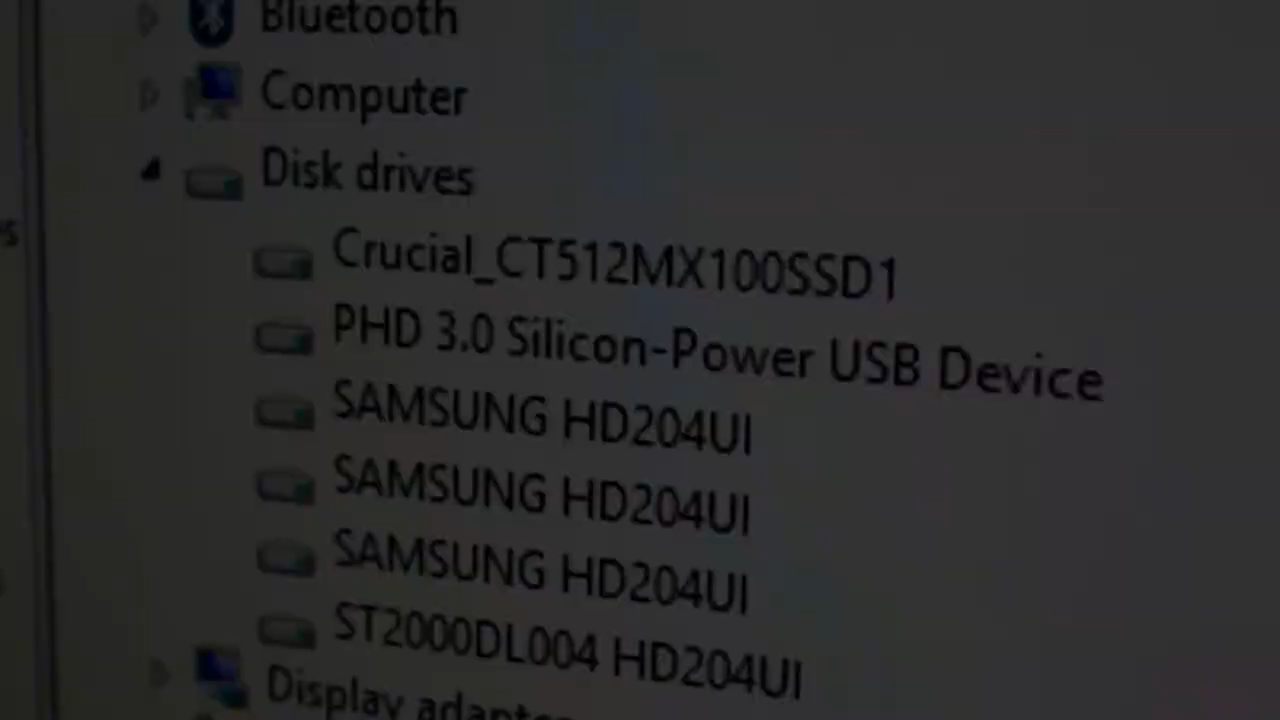 Bluetooth
Computer
Disk drives
Crucial_CT512MX100SSD1
PHD 3.0 Silicon-Power USB Device
SAMSUNG HD204UI
SAMSUNG HD204UI
SAMSUNG HD204UI
ST2000DL004 HD204UI
Display